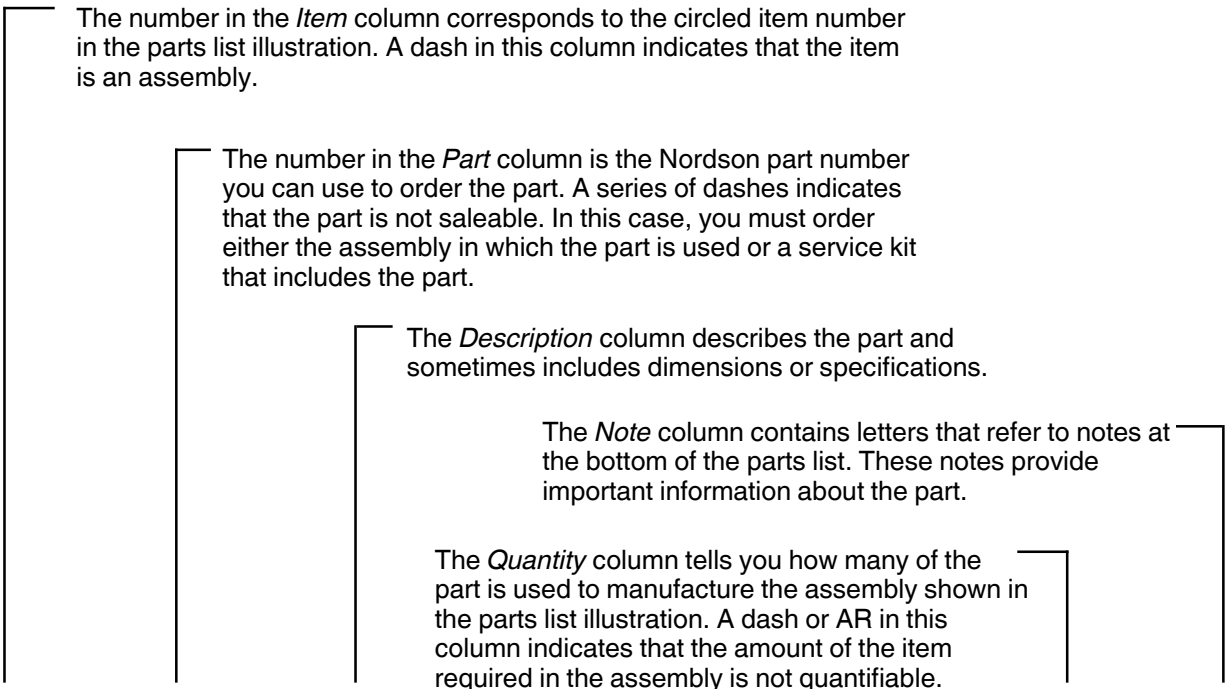 The number in the Item column corresponds to the circled item number
in the parts list illustration. A dash in this column indicates that the item
is an assembly.
The number in the Part column is the Nordson part number
you can use to order the part. A series of dashes indicates
that the part is not saleable. In this case, you must order
either the assembly in which the part is used or a service kit
that includes the part.
The Description column describes the part and
sometimes includes dimensions or specifications.
The Note column contains letters that refer to notes at
the bottom of the parts list. These notes provide
important information about the part.
The Quantity column tells you how many of the
part is used to manufacture the assembly shown in
the parts list illustration. A dash or AR in this
column indicates that the amount of the item
required in the assembly is not quantifiable.